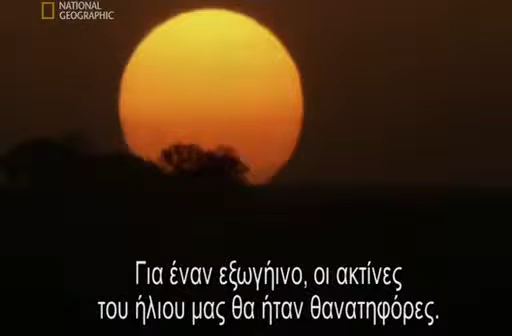 NATIONAL
GEOGRAPHIC
Για έναν εξωγήινο, οι ακτίνες
του ήλιου μας θα ήταν θανατηφόρες.